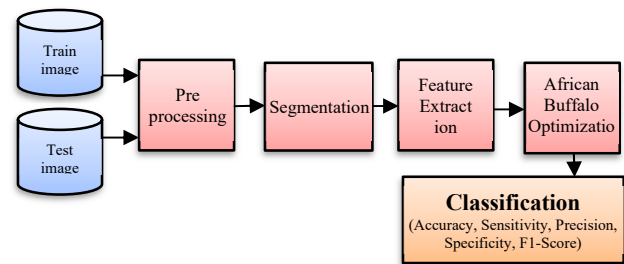 Train
image
Test
image
Pre
processing
Segmentation
Feature
Extract
ion
African
Buffalo
Optimizatio
Classification
(Accuracy, Sensitivity, Precision,
Specificity, F1-Score)